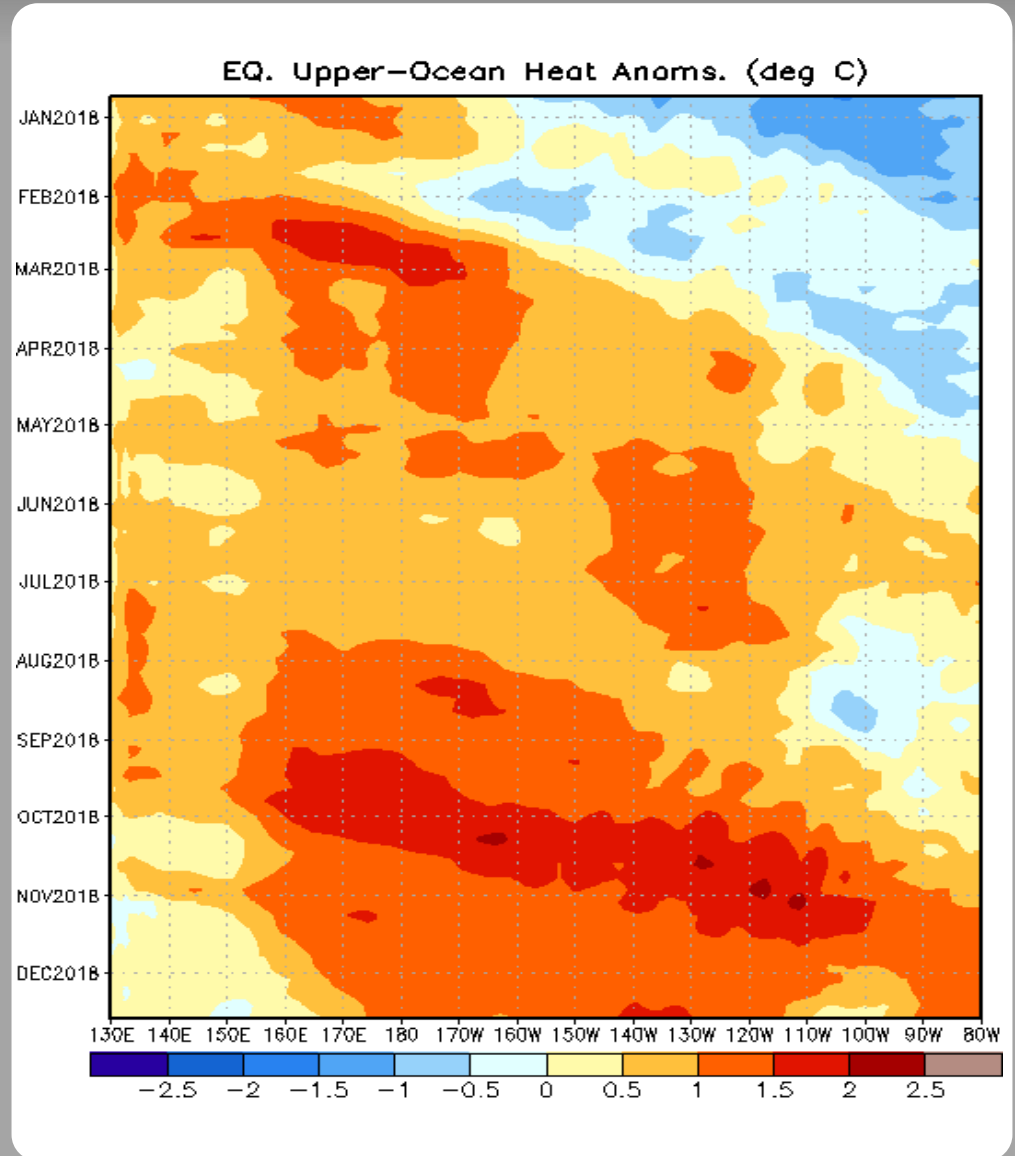 EQ. Upper-Ocean Heat Anoms. (deg C)
JAN2018
FEB2018
MAR2018
APR2018
MAY2018
JUN2018
JUL2018
AUG2018
SEP2018
OCT2018
NOV2018
DEC2018
130E 140E 150E 160E 170E 180 170W 160W 150W 140W 130W 120W 110W 100W 90W 80W
-2.5 -2 -1.5 -1 -0.5 0 0.5 1 1.5 2 2.5